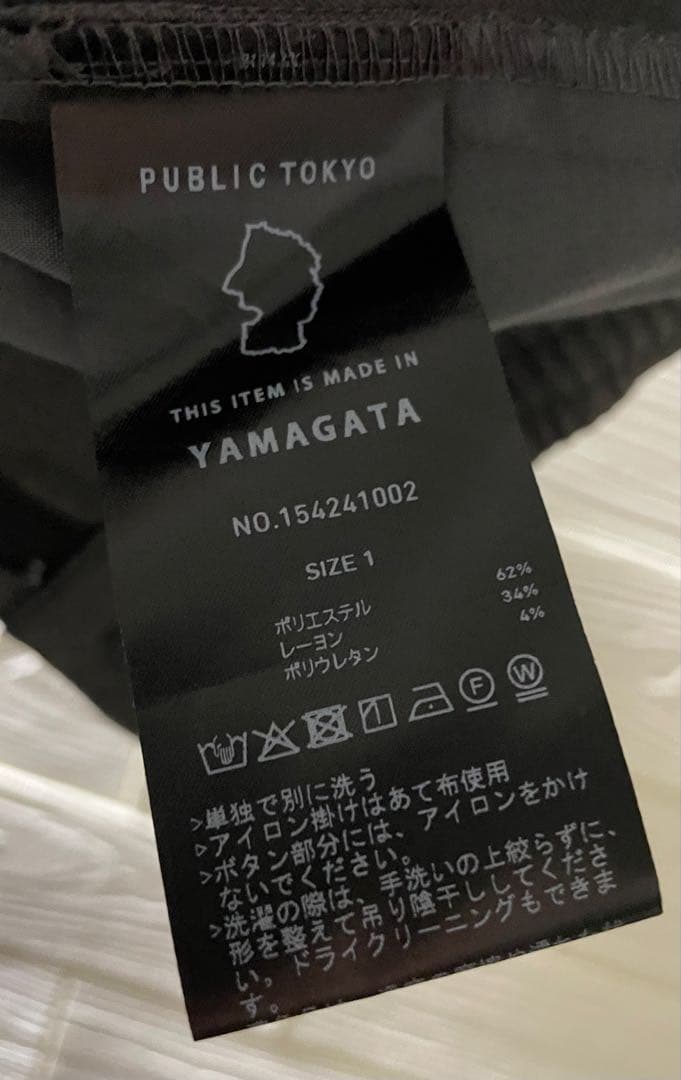 PUBLIC TOKYO
THIS ITEM IS MADE IN
YAMAGATA
NO.154241002
SIZE 1
ポリエステル 62%
レーヨン 34%
ポリウレタン 4%
F W
>単独で別に洗う
>アイロン掛けはあて布使用
>ボタン部分には、アイロンをかけ
ないでください。
>洗濯の際は、手洗いの上絞らずに、
形を整えて吊り陰干ししてくださ
い。ドライクリーニングもできま
す。